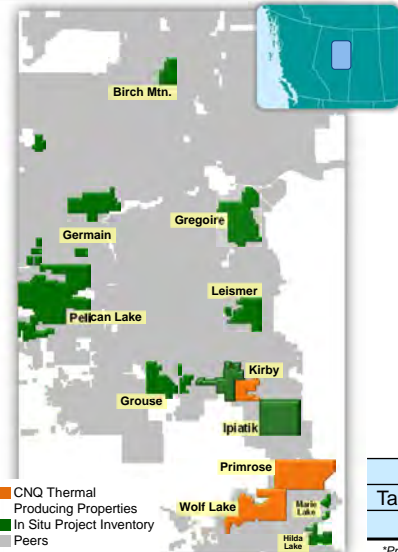 Birch Mtn.
Germain
Gregoire
Pelican Lake
Leismer
Kirby
Grouse
Ipiatik
Primrose
Wolf Lake
Marie
Lake
Hilda
Lake
CNQ Thermal
Producing Properties
In Situ Project Inventory
Peers